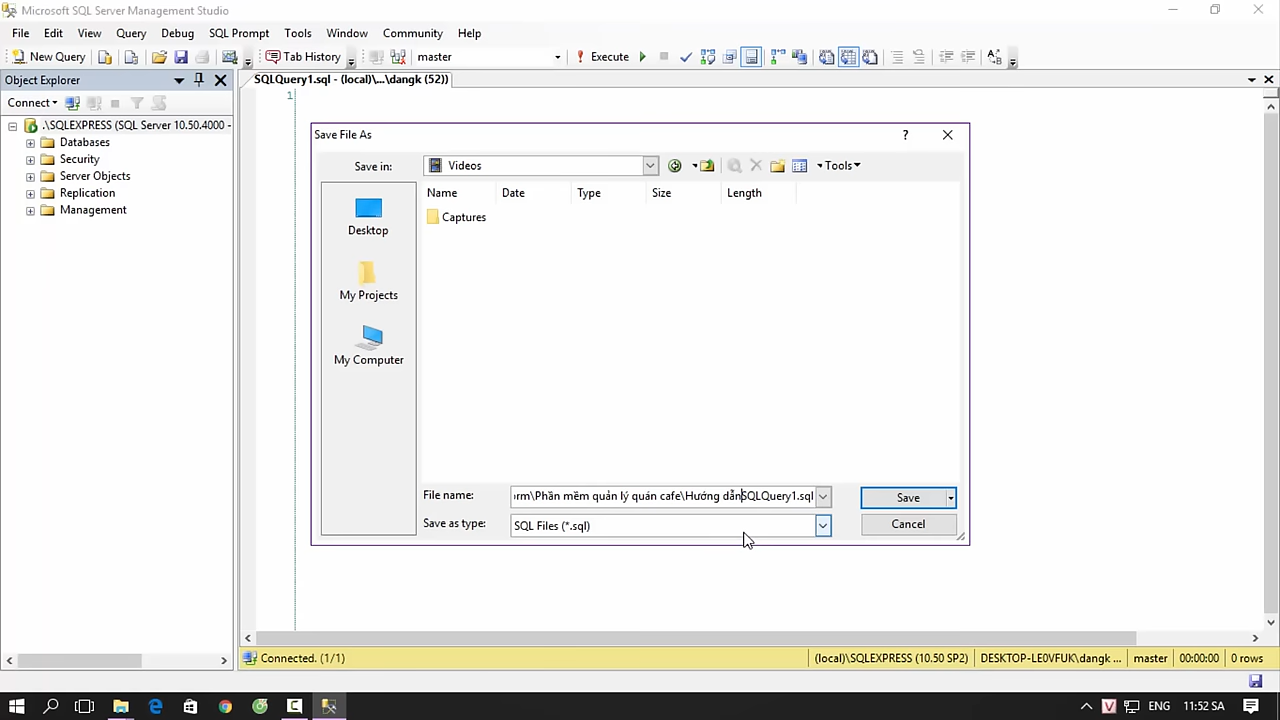 Microsoft SQL Server Management Studio
File Edit View Query Debug SQL Prompt Tools Window Community Help
New Query Tab History master Execute
Object Explorer
SQLQuery1.sql - (local)\...\dangk (52))
Connect
1
.\SQLEXPRESS (SQL Server 10.50.4000 -
Databases
Security
Server Objects
Replication
Management
Save File As
Save in: Videos Tools
Name Date Type Size Length
Captures
Desktop
My Projects
My Computer
File name: rm\Phần mềm quản lý quán cafe\Hướng dẫnSQLQuery1.sql Save
Save as type: SQL Files (*.sql) Cancel
Connected. (1/1) (local)\SQLEXPRESS (10.50 SP2) DESKTOP-LE0VFUK\dangk ... master 00:00:00 0 rows
ENG 11:52 SA